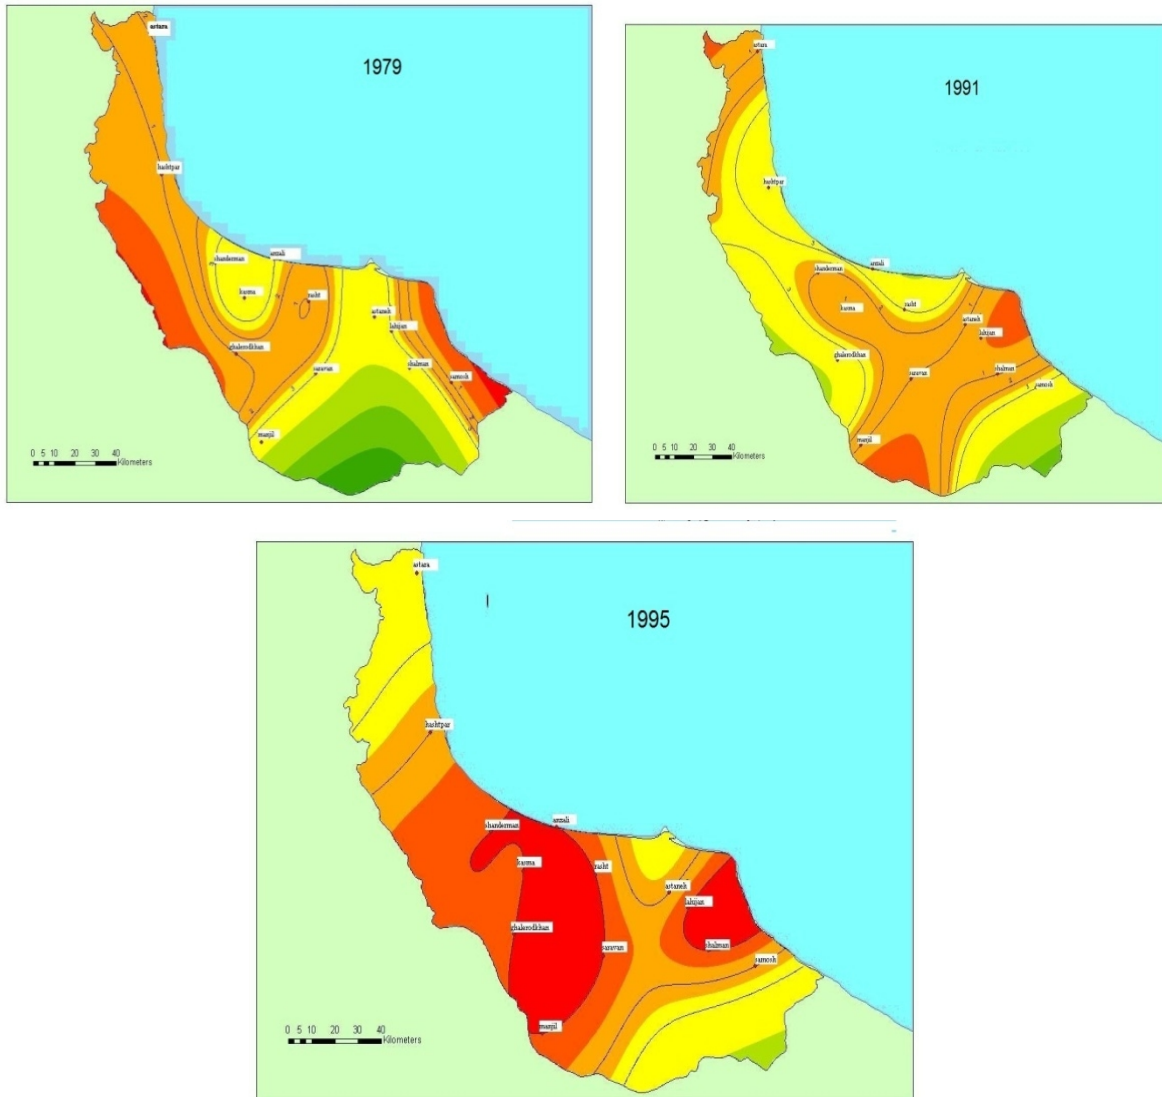 astara
1979
hashtpar
shanderman
anzali
kasma
rasht
astaneh
lahijan
ghalerodkhan
shalman
saravan
samosh
manjil
0 5 10 20 30 40
Kilometers
astara
1991
hashtpar
anzali
shanderman
kasma
rasht
astaneh
lahijan
ghalerodkhan
saravan
shalman
samosh
manjil
0 5 10 20 30 40
Kilometers
astara
1995
hashtpar
anzali
shanderman
kasma
rasht
astaneh
lahijan
ghalerodkhan
saravan
shalman
samosh
manjil
0 5 10 20 30 40
Kilometers